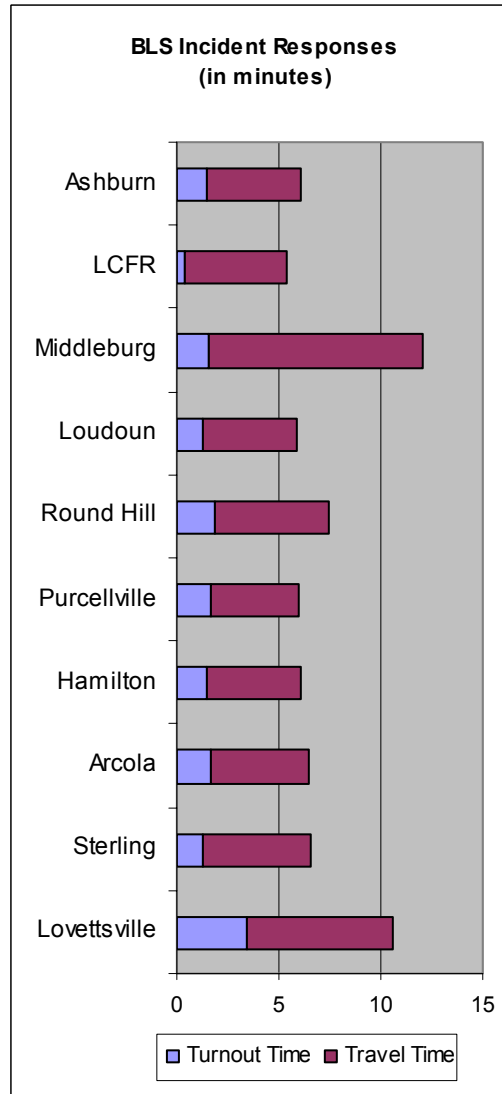 BLS Incident Responses
(in minutes)
Ashburn
LCFR
Middleburg
Loudoun
Round Hill
Purcellville
Hamilton
Arcola
Sterling
Lovettsville
0 5 10 15
Turnout Time Travel Time